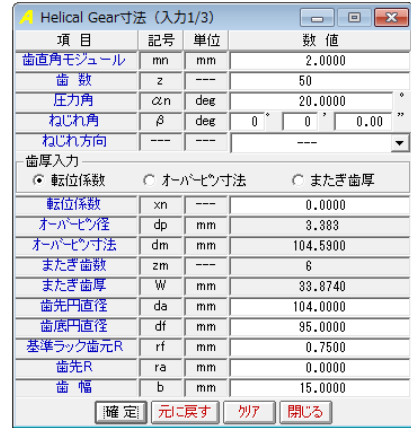 Helical Gear寸法 (入力1/3)
項 目 記号 単位 数 値
歯直角モジュール mn mm 2.0000
歯 数 z --- 50
圧力角 αn deg 20.0000 °
ねじれ角 β deg 0 ° 0 ' 0.00 "
ねじれ方向 --- --- ---
歯厚入力
転位係数 オーバーピン寸法 またぎ歯厚
転位係数 xn --- 0.0000
オーバーピン径 dp mm 3.383
オーバーピン寸法 dm mm 104.5900
またぎ歯数 zm --- 6
またぎ歯厚 W mm 33.8740
歯先円直径 da mm 104.0000
歯底円直径 df mm 95.0000
基準ラック歯元R rf mm 0.7500
歯先R ra mm 0.0000
歯 幅 b mm 15.0000
確 定 元に戻す クリア 閉じる